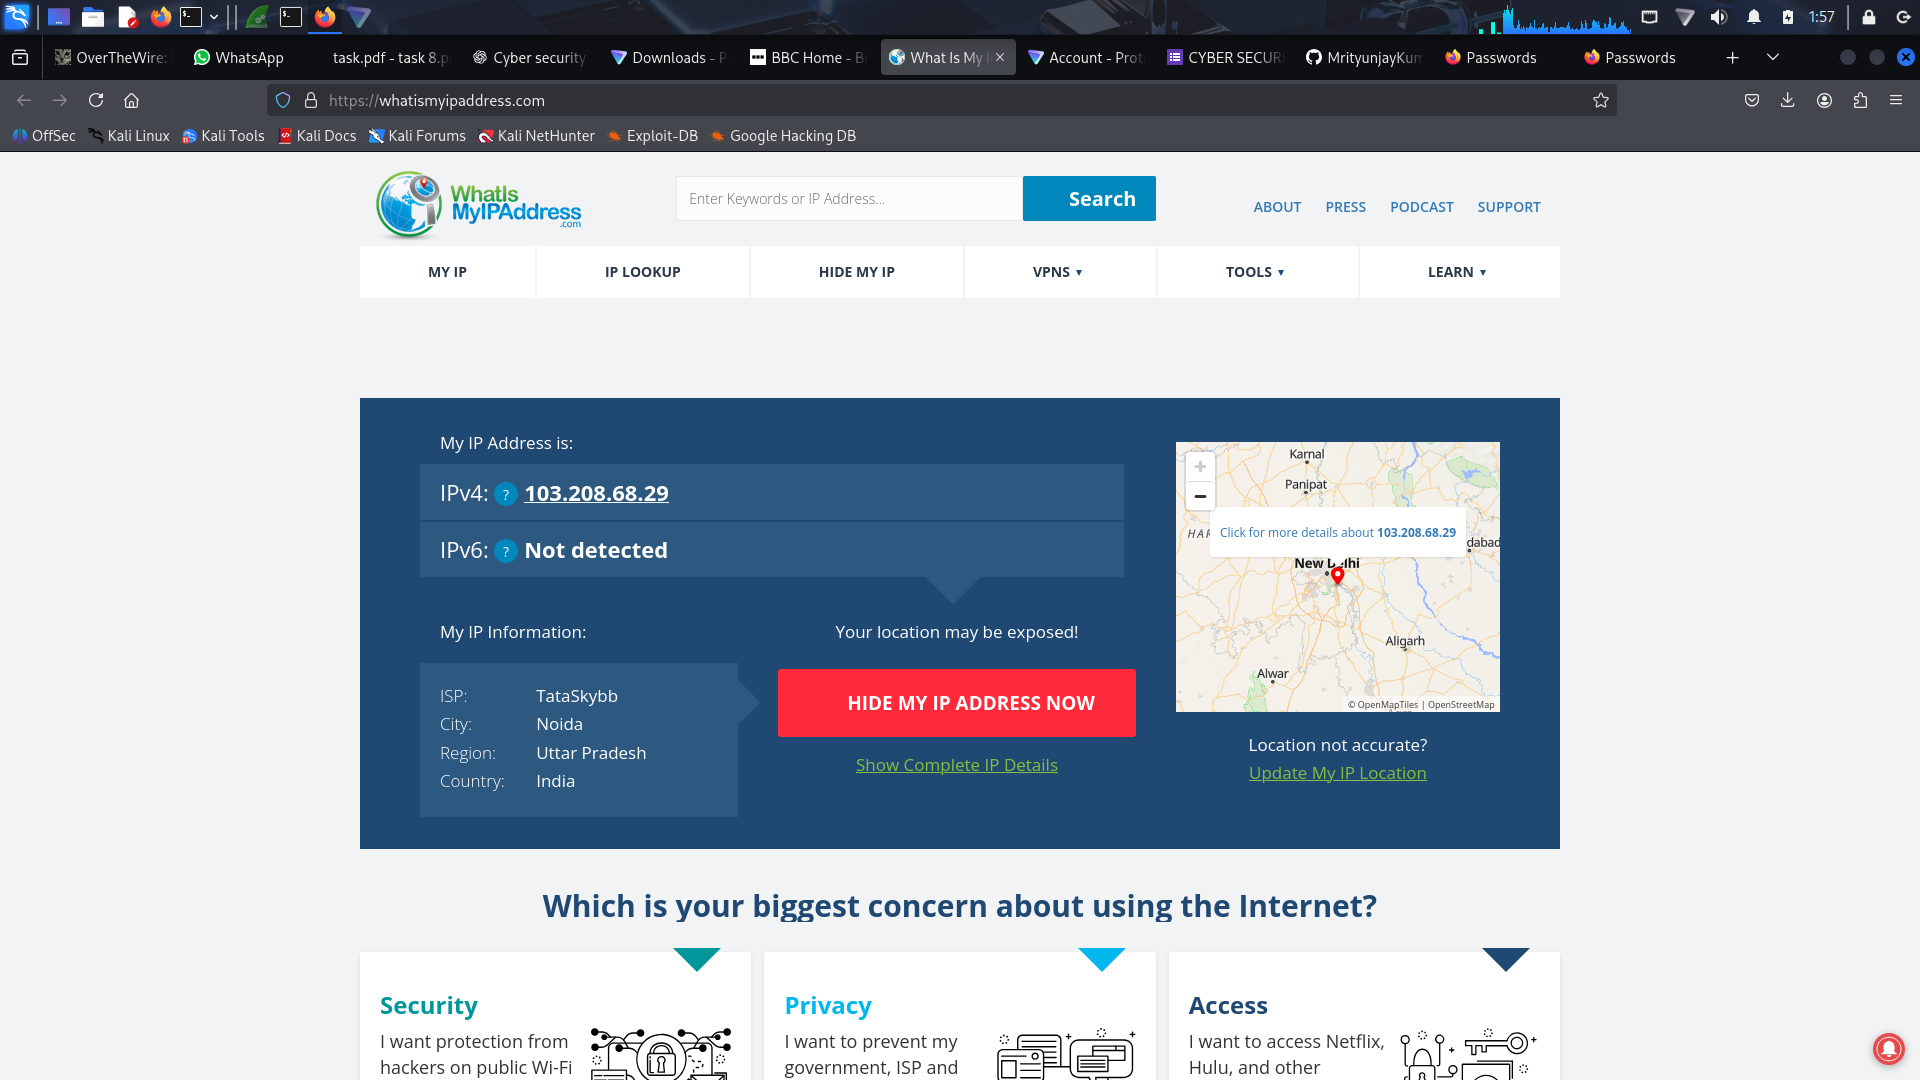 1:57
OverTheWire:
WhatsApp
task.pdf - task 8.p
Cyber security
Downloads - P
BBC Home - B
What Is My I
Account - Prot
CYBER SECUR
MrityunjayKum
Passwords
Passwords
https://whatismyipaddress.com
OffSec
Kali Linux
Kali Tools
Kali Docs
Kali Forums
Kali NetHunter
Exploit-DB
Google Hacking DB
WhatIs
MyIPAddress
.com
Enter Keywords or IP Address...
Search
ABOUT
PRESS
PODCAST
SUPPORT
MY IP
IP LOOKUP
HIDE MY IP
VPNS ▼
TOOLS ▼
LEARN ▼
My IP Address is:
IPv4: ? 103.208.68.29
IPv6: ? Not detected
My IP Information:
ISP: TataSkybb
City: Noida
Region: Uttar Pradesh
Country: India
Your location may be exposed!
HIDE MY IP ADDRESS NOW
Show Complete IP Details
Karnal
Panipat
+
−
Click for more details about 103.208.68.29
HAR
dabad
New Delhi
Aligarh
Alwar
© OpenMapTiles | OpenStreetMap
Location not accurate?
Update My IP Location
Which is your biggest concern about using the Internet?
Security
I want protection from
hackers on public Wi-Fi
Privacy
I want to prevent my
government, ISP and
Access
I want to access Netflix,
Hulu, and other